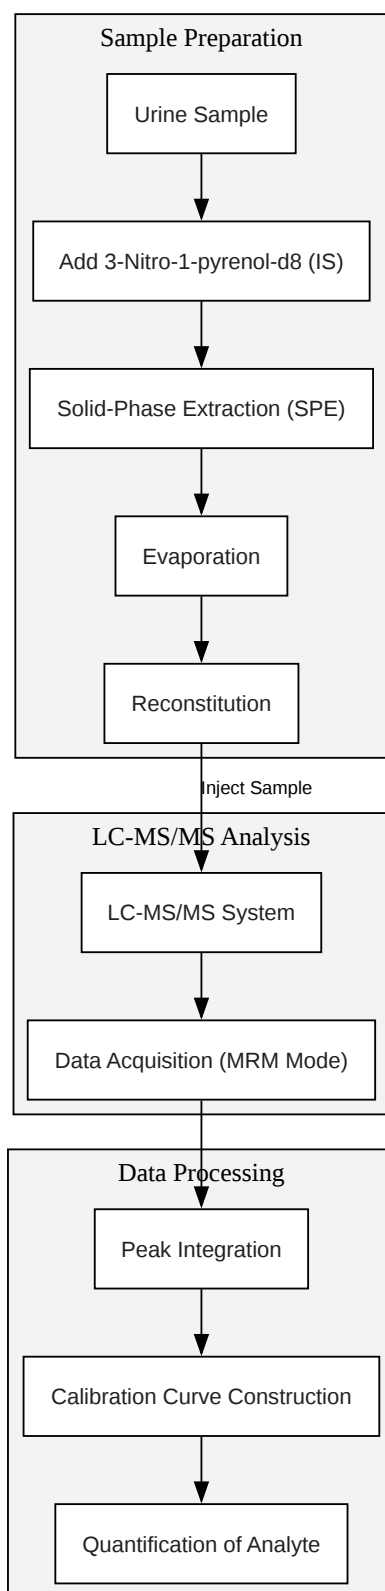 Sample Preparation
Urine Sample
Add 3-Nitro-1-pyrenol-d8 (IS)
Solid-Phase Extraction (SPE)
Evaporation
Reconstitution
Inject Sample
LC-MS/MS Analysis
LC-MS/MS System
Data Acquisition (MRM Mode)
Data Processing
Peak Integration
Calibration Curve Construction
Quantification of Analyte